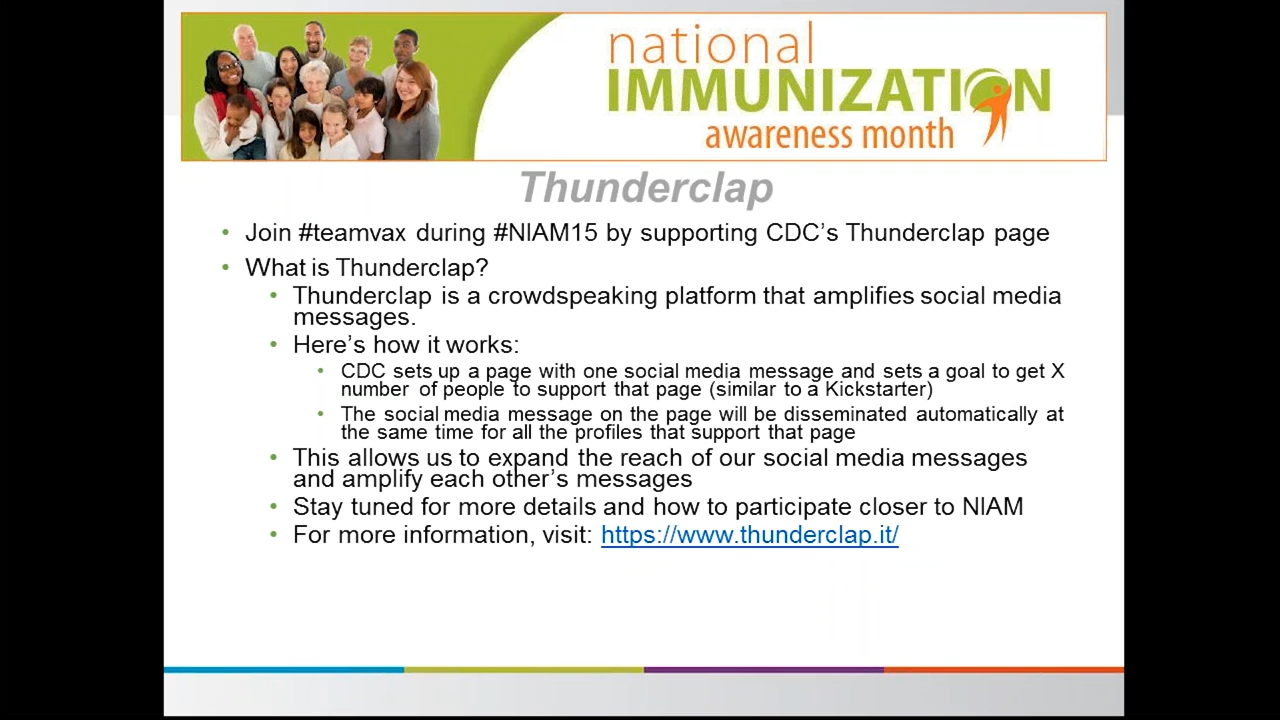 national
IMMUNIZATION
awareness month
Thunderclap
• Join #teamvax during #NIAM15 by supporting CDC’s Thunderclap page
• What is Thunderclap?
• Thunderclap is a crowdspeaking platform that amplifies social media
messages.
• Here’s how it works:
• CDC sets up a page with one social media message and sets a goal to get X
number of people to support that page (similar to a Kickstarter)
• The social media message on the page will be disseminated automatically at
the same time for all the profiles that support that page
• This allows us to expand the reach of our social media messages
and amplify each other’s messages
• Stay tuned for more details and how to participate closer to NIAM
• For more information, visit: https://www.thunderclap.it/